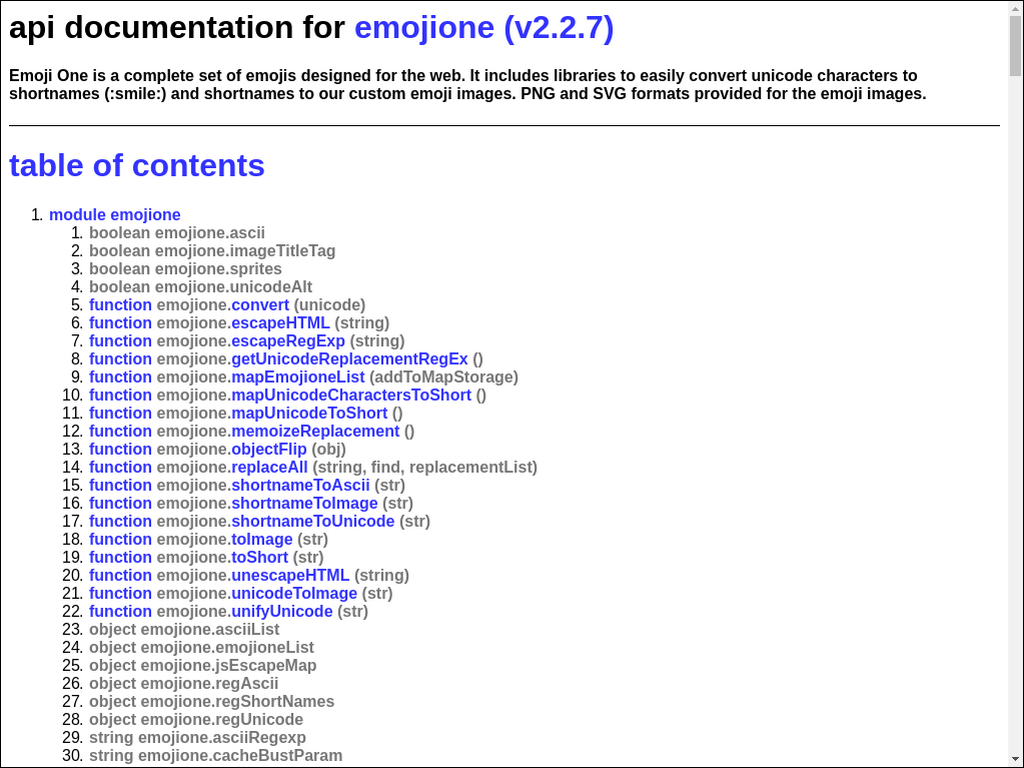 api documentation for emojione (v2.2.7)
Emoji One is a complete set of emojis designed for the web. It includes libraries to easily convert unicode characters to
shortnames (:smile:) and shortnames to our custom emoji images. PNG and SVG formats provided for the emoji images.
table of contents
1. module emojione
1. boolean emojione.ascii
2. boolean emojione.imageTitleTag
3. boolean emojione.sprites
4. boolean emojione.unicodeAlt
5. function emojione.convert (unicode)
6. function emojione.escapeHTML (string)
7. function emojione.escapeRegExp (string)
8. function emojione.getUnicodeReplacementRegEx ()
9. function emojione.mapEmojioneList (addToMapStorage)
10. function emojione.mapUnicodeCharactersToShort ()
11. function emojione.mapUnicodeToShort ()
12. function emojione.memoizeReplacement ()
13. function emojione.objectFlip (obj)
14. function emojione.replaceAll (string, find, replacementList)
15. function emojione.shortnameToAscii (str)
16. function emojione.shortnameToImage (str)
17. function emojione.shortnameToUnicode (str)
18. function emojione.toImage (str)
19. function emojione.toShort (str)
20. function emojione.unescapeHTML (string)
21. function emojione.unicodeToImage (str)
22. function emojione.unifyUnicode (str)
23. object emojione.asciiList
24. object emojione.emojioneList
25. object emojione.jsEscapeMap
26. object emojione.regAscii
27. object emojione.regShortNames
28. object emojione.regUnicode
29. string emojione.asciiRegexp
30. string emojione.cacheBustParam